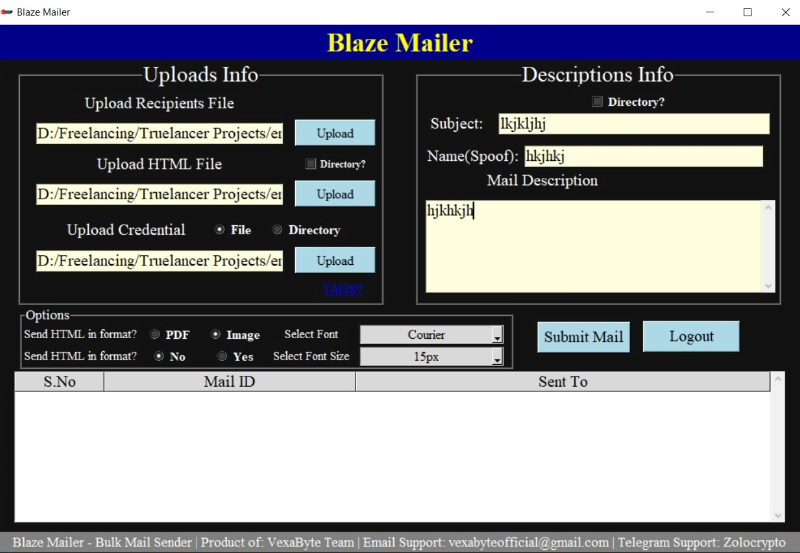 Blaze Mailer
Blaze Mailer
Uploads Info
Upload Recipients File
D:/Freelancing/Truelancer Projects/er
Upload
Upload HTML File
Directory?
D:/Freelancing/Truelancer Projects/er
Upload
Upload Credential
File
Directory
D:/Freelancing/Truelancer Projects/er
Upload
TAGS?
Descriptions Info
Directory?
Subject: lkjkljhj
Name(Spoof): hkjhkj
Mail Description
hjkhkjh
Options
Send HTML in format? PDF Image Select Font Courier
Send HTML in format? No Yes Select Font Size 15px
Submit Mail
Logout
S.No Mail ID Sent To
Blaze Mailer - Bulk Mail Sender | Product of: VexaByte Team | Email Support: vexabyteofficial@gmail.com | Telegram Support: Zolocrypto